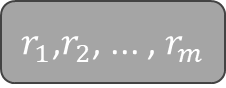 r₁,r₂, … , rₘ